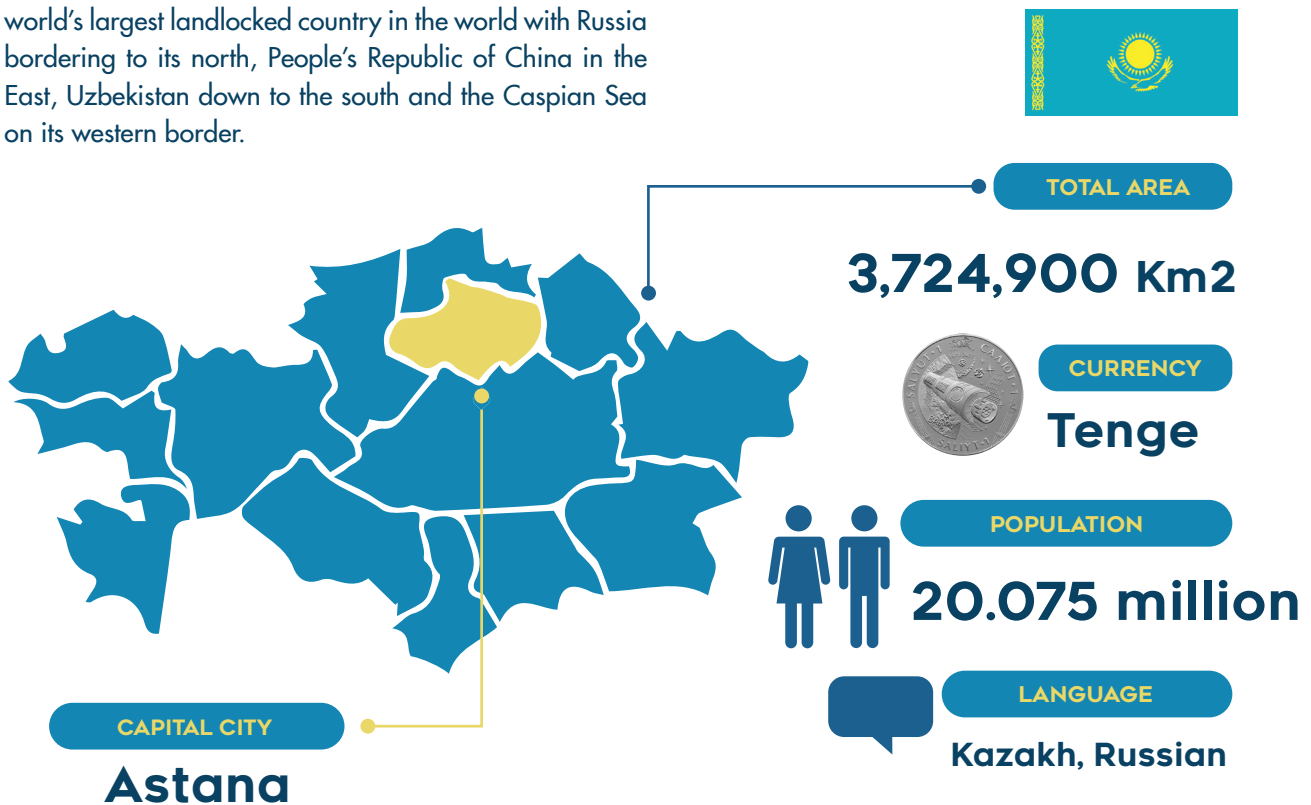 world's largest landlocked country in the world with Russia
bordering to its north, People's Republic of China in the
East, Uzbekistan down to the south and the Caspian Sea
on its western border.
TOTAL AREA
3,724,900 Km2
CURRENCY
Tenge
POPULATION
20.075 million
LANGUAGE
Kazakh, Russian
CAPITAL CITY
Astana